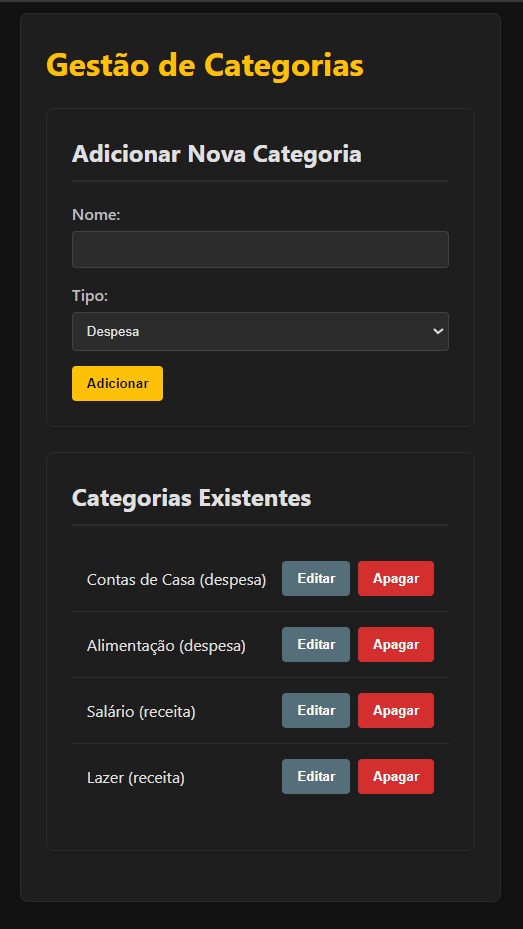 Gestão de Categorias
Adicionar Nova Categoria
Nome:
Tipo:
Despesa
Adicionar
Categorias Existentes
Contas de Casa (despesa) Editar Apagar
Alimentação (despesa) Editar Apagar
Salário (receita) Editar Apagar
Lazer (receita) Editar Apagar